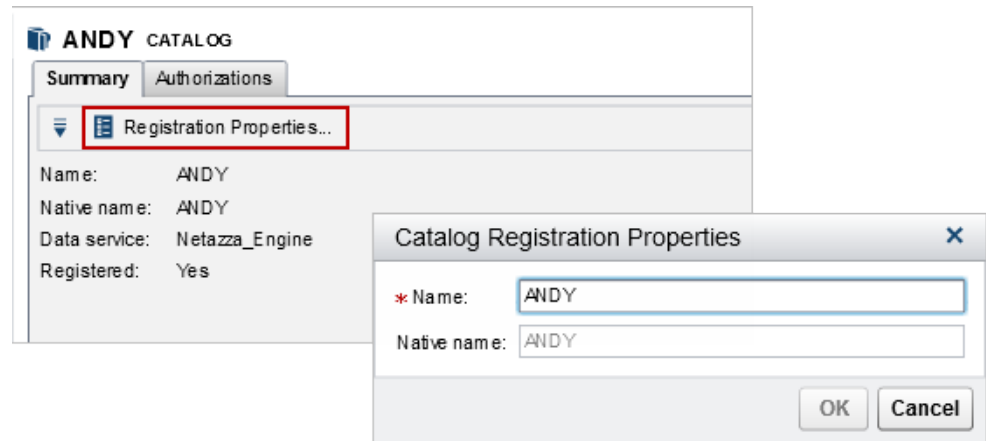 ANDY CATALOG
Summary Authorizations
Registration Properties...
Name: ANDY
Native name: ANDY
Data service: Netazza_Engine
Registered: Yes
Catalog Registration Properties
* Name: ANDY
Native name: ANDY
OK Cancel